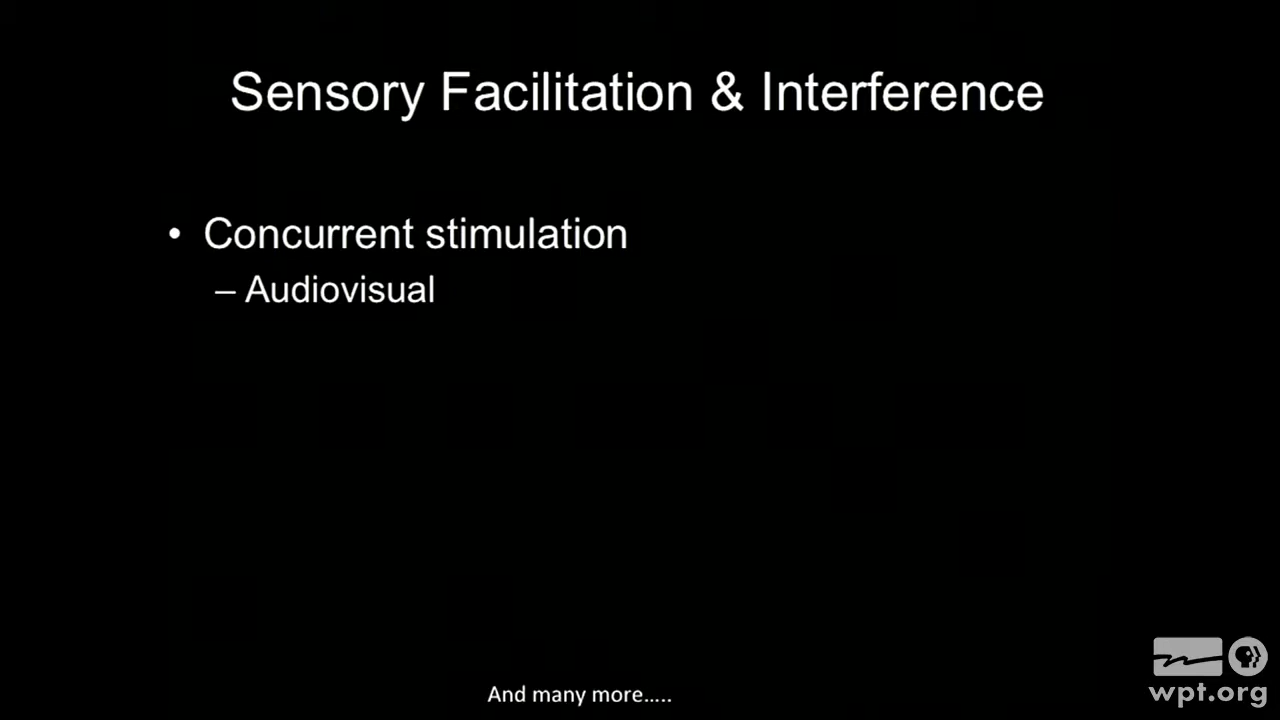 Sensory Facilitation & Interference
• Concurrent stimulation
– Audiovisual
And many more.....
wpt.org